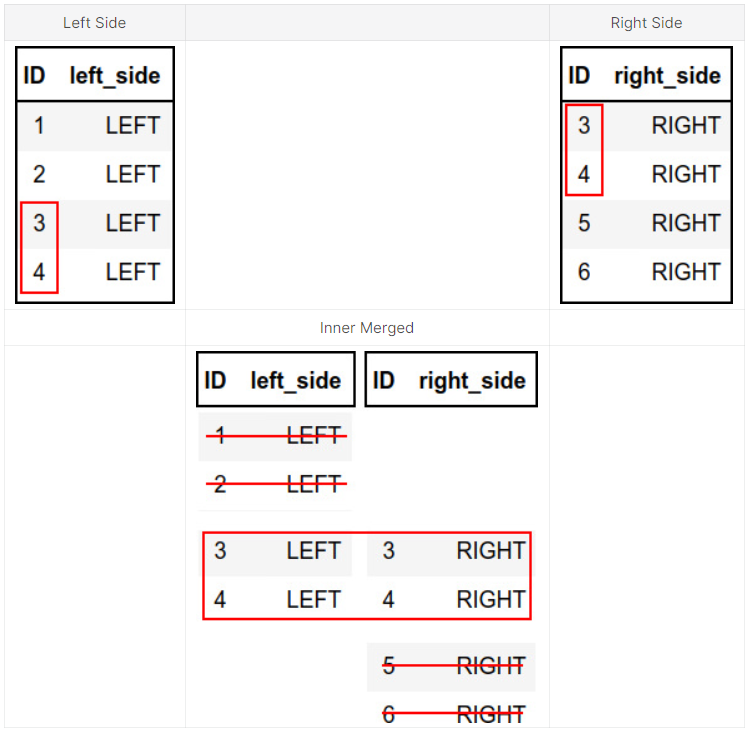 Left Side Right Side
ID left_side ID right_side
1 LEFT 3 RIGHT
2 LEFT 4 RIGHT
3 LEFT 5 RIGHT
4 LEFT 6 RIGHT
Inner Merged
ID left_side ID right_side
1 LEFT
2 LEFT
3 LEFT 3 RIGHT
4 LEFT 4 RIGHT
5 RIGHT
6 RIGHT